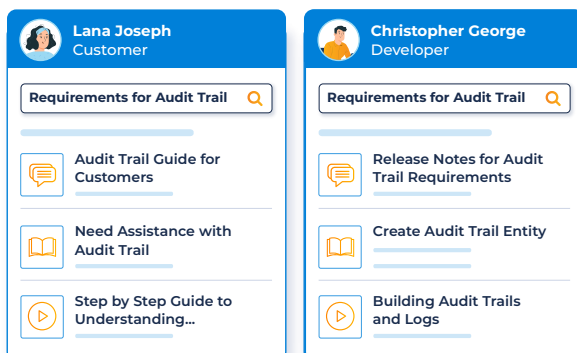 Lana Joseph
Customer
Requirements for Audit Trail
Audit Trail Guide for
Customers
Need Assistance with
Audit Trail
Step by Step Guide to
Understanding...
Christopher George
Developer
Requirements for Audit Trail
Release Notes for Audit
Trail Requirements
Create Audit Trail Entity
Building Audit Trails
and Logs